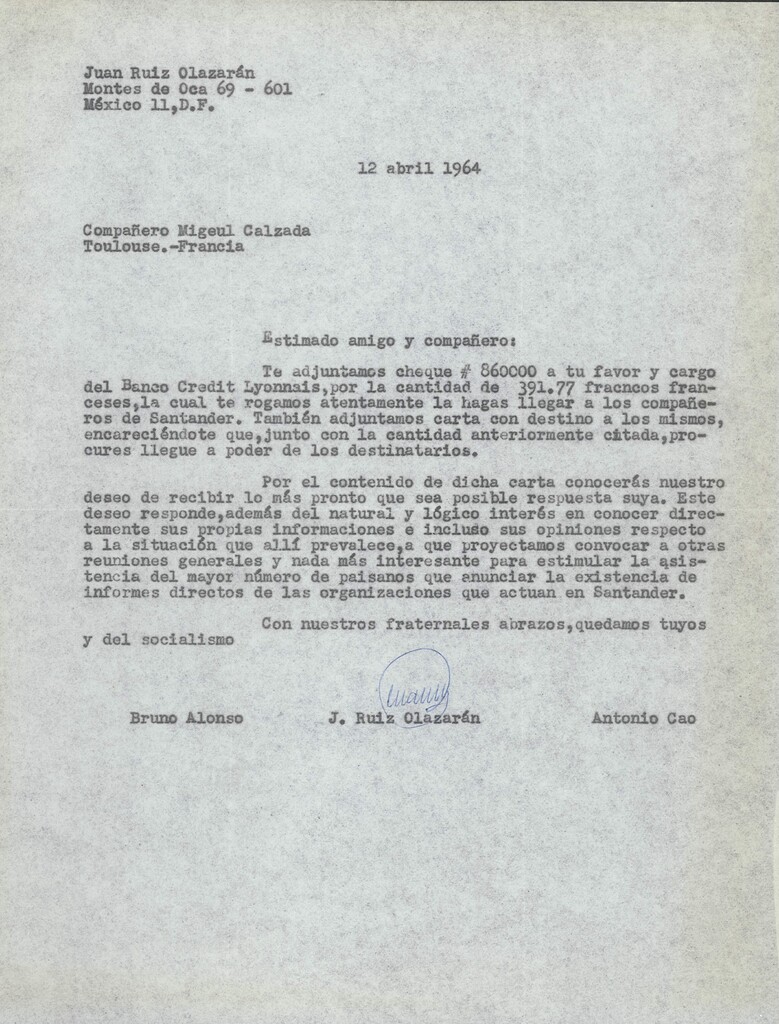 Juan Ruiz Olazarán
Montes de Oca 69 - 601
México 11,D.F.
12 abril 1964
Compañero Migeul Calzada
Toulouse.-Francia
Estimado amigo y compañero:
Te adjuntamos cheque # 860000 a tu favor y cargo
del Banco Credit Lyonnais,por la cantidad de 391.77 fracncos fran-
ceses,la cual te rogamos atentamente la hagas llegar a los compañe-
ros de Santander. También adjuntamos carta con destino a los mismos,
encareciéndote que,junto con la cantidad anteriormente citada,pro-
cures llegue a poder de los destinatarios.
Por el contenido de dicha carta conocerás nuestro
deseo de recibir lo más pronto que sea posible respuesta suya. Este
deseo responde,además del natural y lógico interés en conocer direc-
tamente sus propias informaciones e incluso sus opiniones respecto
a la situación que allí prevalece,a que proyectamos convocar a otras
reuniones generales y nada más interesante para estimular la asis-
tencia del mayor número de paisanos que anunciar la existencia de
informes directos de las organizaciones que actuan en Santander.
Con nuestros fraternales abrazos,quedamos tuyos
y del socialismo
Bruno Alonso J. Ruiz Olazarán Antonio Cao